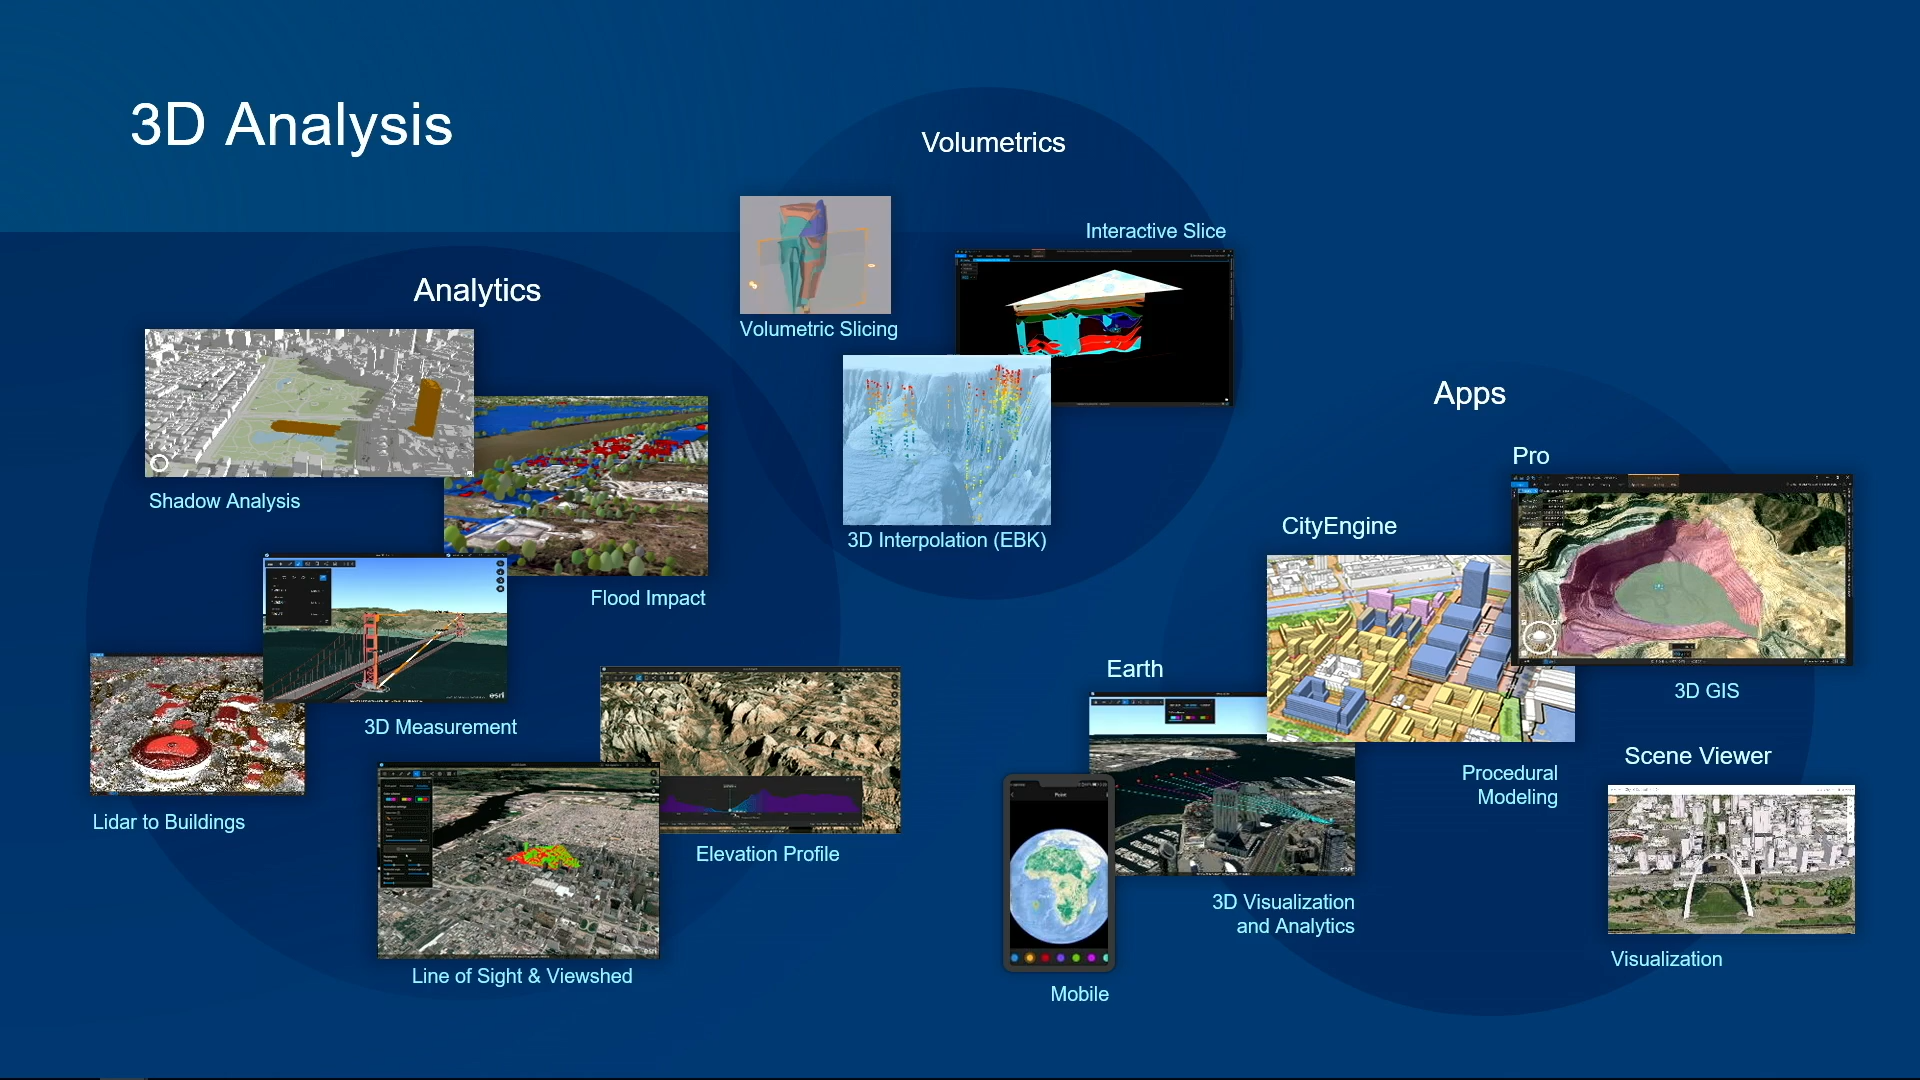 3D Analysis
Volumetrics
Interactive Slice
Volumetric Slicing
3D Interpolation (EBK)
Analytics
Shadow Analysis
Flood Impact
esri
3D Measurement
Lidar to Buildings
Elevation Profile
Line of Sight & Viewshed
Apps
Pro
3D GIS
CityEngine
Procedural
Modeling
Earth
3D Visualization
and Analytics
Point
Mobile
Scene Viewer
Visualization